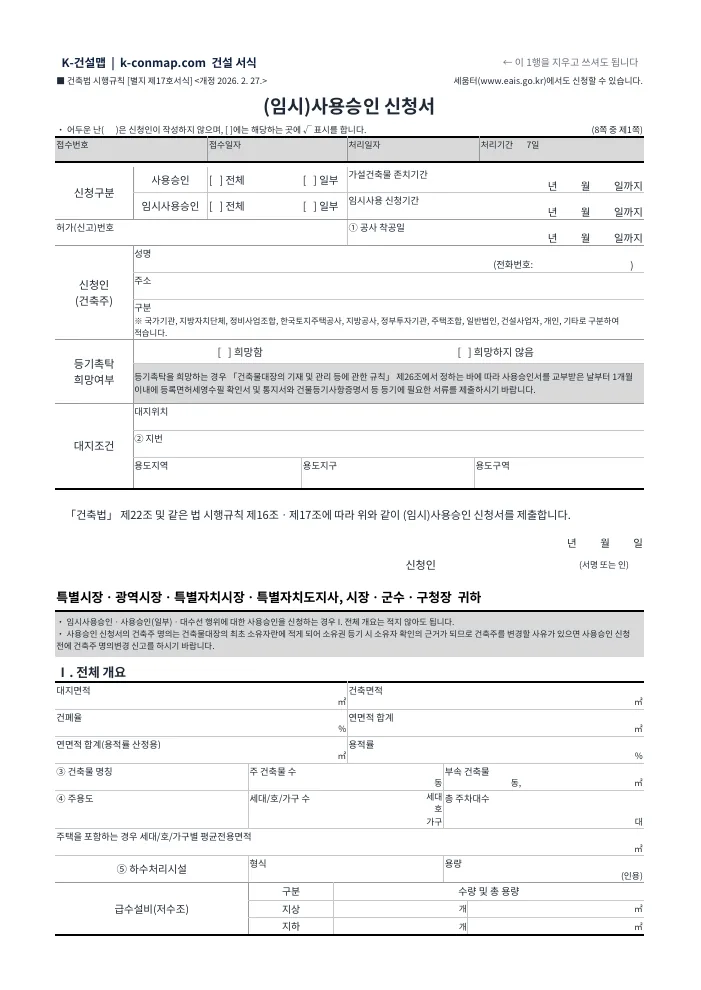 K-건설맵 | k-conmap.com 건설 서식
← 이 1행을 지우고 쓰셔도 됩니다
■ 건축법 시행규칙 [별지 제17호서식] <개정 2026. 2. 27.>
세움터(www.eais.go.kr)에서도 신청할 수 있습니다.
(임시)사용승인 신청서
· 어두운 난( )은 신청인이 작성하지 않으며, [ ]에는 해당하는 곳에 √ 표시를 합니다.
(8쪽 중 제1쪽)
접수번호 접수일자 처리일자 처리기간 7일
신청구분
사용승인 [ ] 전체 [ ] 일부 가설건축물 존치기간
년 월 일까지
임시사용승인 [ ] 전체 [ ] 일부 임시사용 신청기간
년 월 일까지
허가(신고)번호 ① 공사 착공일
년 월 일까지
신청인
(건축주)
성명
(전화번호: )
주소
구분
※ 국가기관, 지방자치단체, 정비사업조합, 한국토지주택공사, 지방공사, 정부투자기관, 주택조합, 일반법인, 건설사업자, 개인, 기타로 구분하여
적습니다.
등기촉탁
희망여부
[ ] 희망함 [ ] 희망하지 않음
등기촉탁을 희망하는 경우 「건축물대장의 기재 및 관리 등에 관한 규칙」 제26조에서 정하는 바에 따라 사용승인서를 교부받은 날부터 1개월
이내에 등록면허세영수필 확인서 및 통지서와 건물등기사항증명서 등 등기에 필요한 서류를 제출하시기 바랍니다.
대지조건
대지위치
② 지번
용도지역 용도지구 용도구역
「건축법」 제22조 및 같은 법 시행규칙 제16조ㆍ제17조에 따라 위와 같이 (임시)사용승인 신청서를 제출합니다.
년 월 일
신청인 (서명 또는 인)
특별시장ㆍ광역시장ㆍ특별자치시장ㆍ특별자치도지사, 시장ㆍ군수ㆍ구청장 귀하
· 임시사용승인ㆍ사용승인(일부)ㆍ대수선 행위에 대한 사용승인을 신청하는 경우 I. 전체 개요는 적지 않아도 됩니다.
· 사용승인 신청서의 건축주 명의는 건축물대장의 최초 소유자란에 적게 되어 소유권 등기 시 소유자 확인의 근거가 되므로 건축주를 변경할 사유가 있으면 사용승인 신청
전에 건축주 명의변경 신고를 하시기 바랍니다.
Ⅰ. 전체 개요
대지면적 ㎡ 건축면적 ㎡
건폐율 % 연면적 합계 ㎡
연면적 합계(용적률 산정용) ㎡ 용적률 %
③ 건축물 명칭 주 건축물 수 동 부속 건축물 동, ㎡
④ 주용도 세대/호/가구 수 세대
호
가구
총 주차대수 대
주택을 포함하는 경우 세대/호/가구별 평균전용면적
㎡
⑤ 하수처리시설 형식 용량
(인용)
급수설비(저수조)
구분 수량 및 총 용량
지상 개 ㎡
지하 개 ㎡